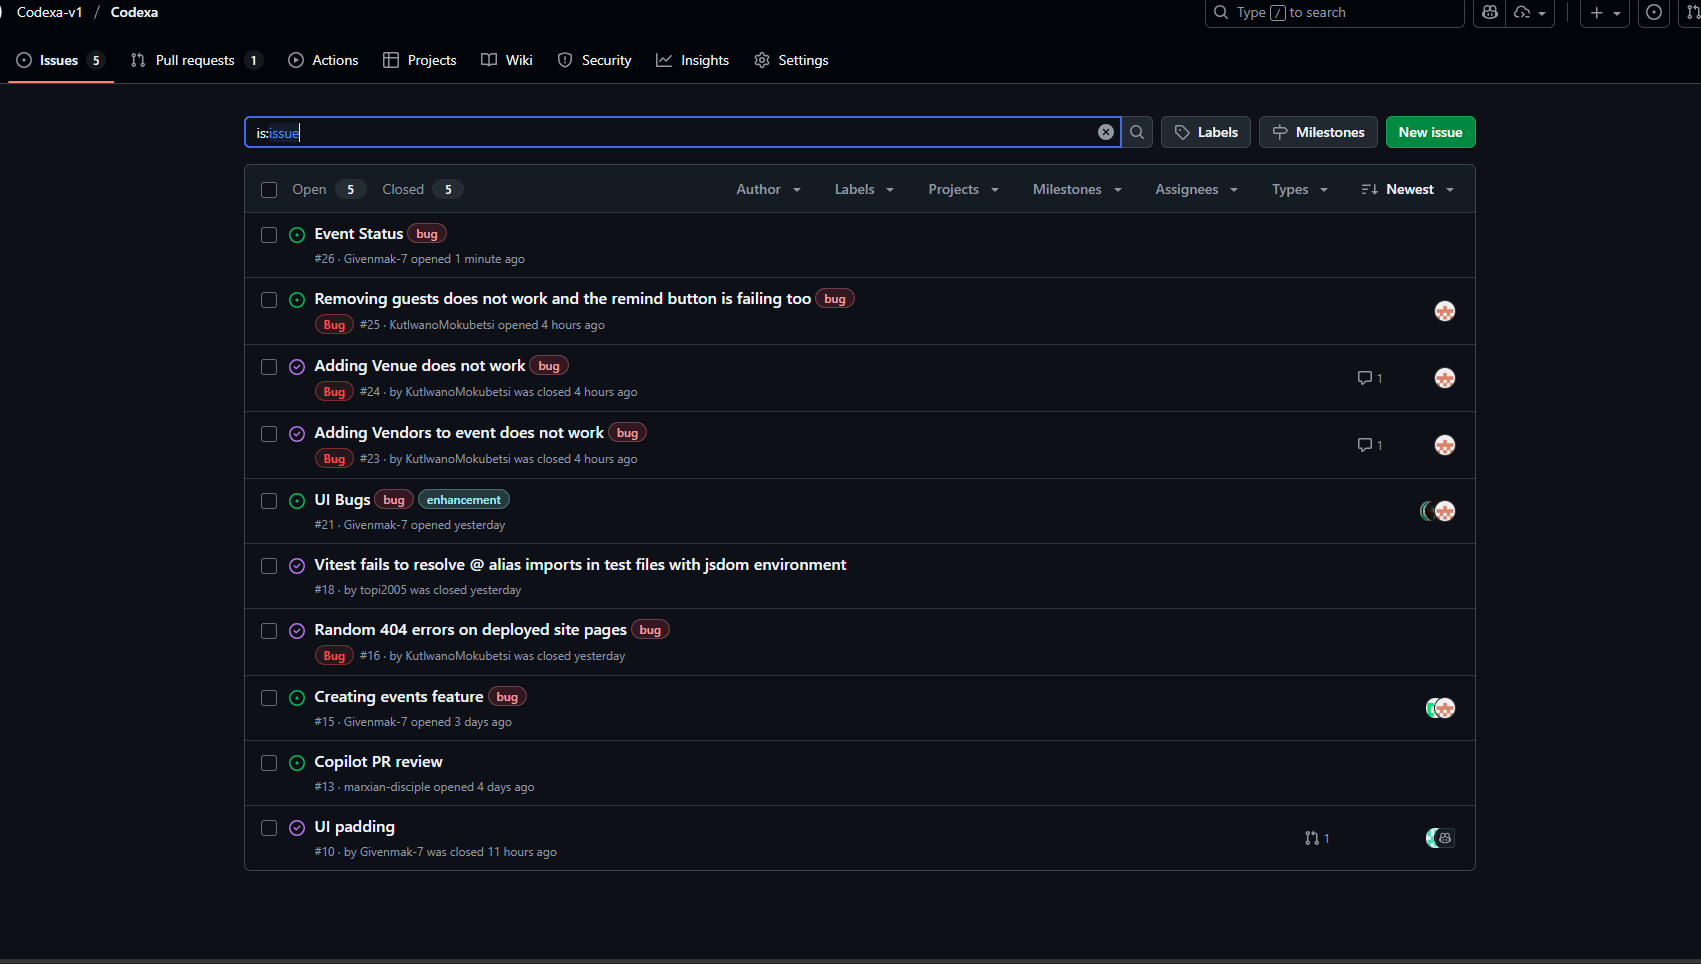 Codexa-v1 / Codexa
Type / to search
Issues 5 Pull requests 1 Actions Projects Wiki Security Insights Settings
is:issue Labels Milestones New issue
Open 5 Closed 5 Author Labels Projects Milestones Assignees Types Newest
Event Status bug
#26 · Givenmak-7 opened 1 minute ago
Removing guests does not work and the remind button is failing too bug
Bug #25 · KutlwanoMokubetsi opened 4 hours ago
Adding Venue does not work bug
Bug #24 · by KutlwanoMokubetsi was closed 4 hours ago 1
Adding Vendors to event does not work bug
Bug #23 · by KutlwanoMokubetsi was closed 4 hours ago 1
UI Bugs bug enhancement
#21 · Givenmak-7 opened yesterday
Vitest fails to resolve @ alias imports in test files with jsdom environment
#18 · by topi2005 was closed yesterday
Random 404 errors on deployed site pages bug
Bug #16 · by KutlwanoMokubetsi was closed yesterday
Creating events feature bug
#15 · Givenmak-7 opened 3 days ago
Copilot PR review
#13 · marxian-disciple opened 4 days ago
UI padding
#10 · by Givenmak-7 was closed 11 hours ago 1